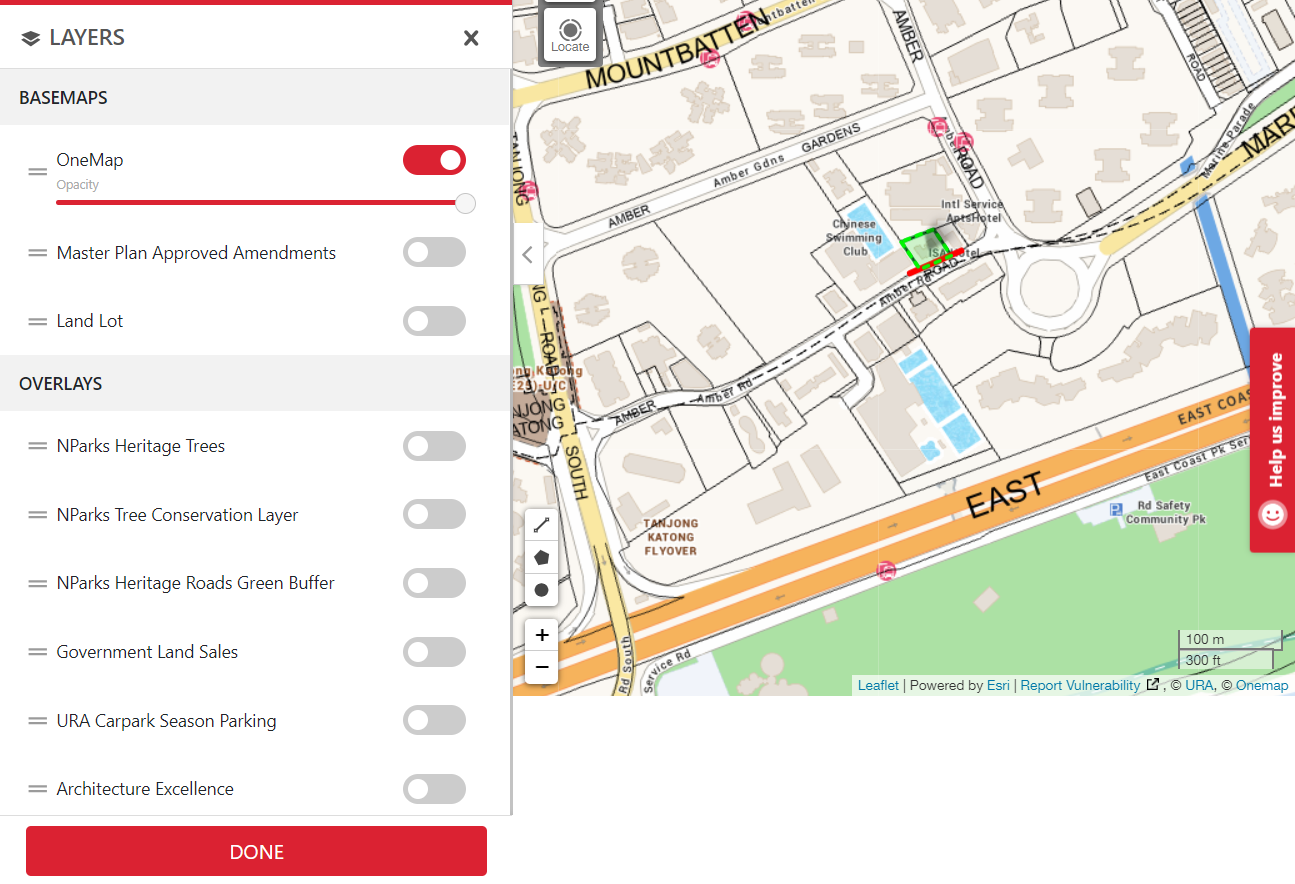 LAYERS
BASEMAPS
OneMap
Opacity
Master Plan Approved Amendments
Land Lot
OVERLAYS
NParks Heritage Trees
NParks Tree Conservation Layer
NParks Heritage Roads Green Buffer
Government Land Sales
URA Carpark Season Parking
Architecture Excellence
DONE
Locate
MOUNTBATTEN
Mountbatten
AMBER
ROAD
ROAD
Marine Parade
AMBER
Amber Gdns
GARDENS
TANJONG
Intl Service
AptsHotel
Chinese
Swimming
Club
ROAD
Amber Rd
ROAD
AMBER
Amber Rd
SOUTH
EAST
East Coast Pk
Rd Safety
Community Pk
TANJONG
KATONG
FLYOVER
Rd South
Service Rd
+
−
100 m
300 ft
Leaflet | Powered by Esri | Report Vulnerability , © URA, © Onemap
Help us improve